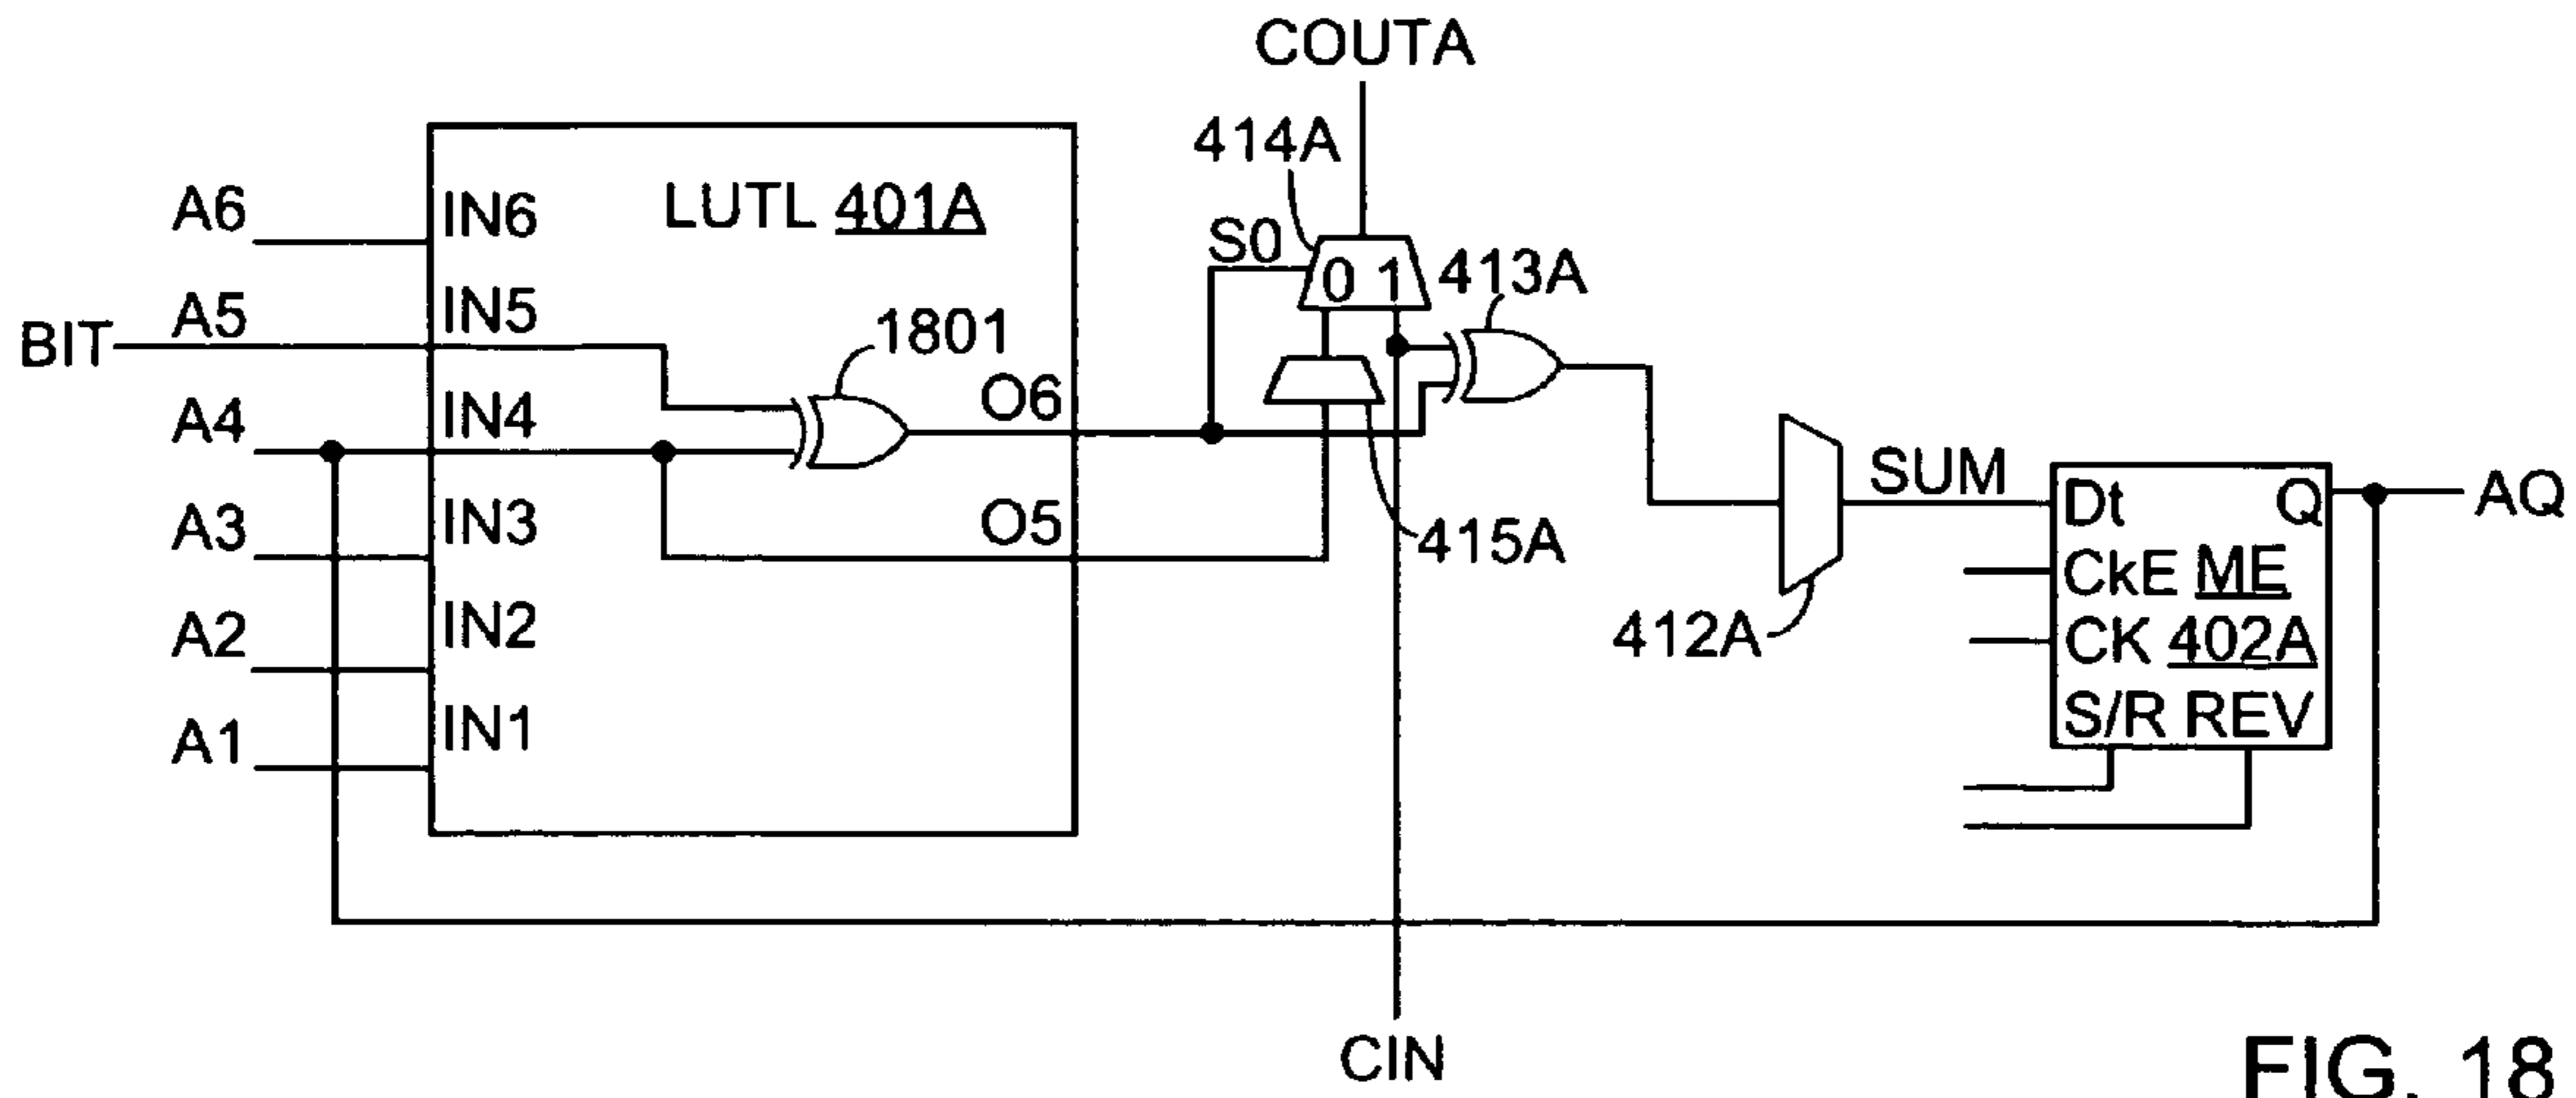 COUTA
414A
A6
IN6
LUTL 401A
S0
0 1
413A
A5
IN5
BIT
1801
A4
IN4
O6
SUM
Dt
Q
AQ
A3
IN3
O5
415A
CkE ME
A2
IN2
412A
CK 402A
A1
IN1
S/R REV
CIN
FIG. 18